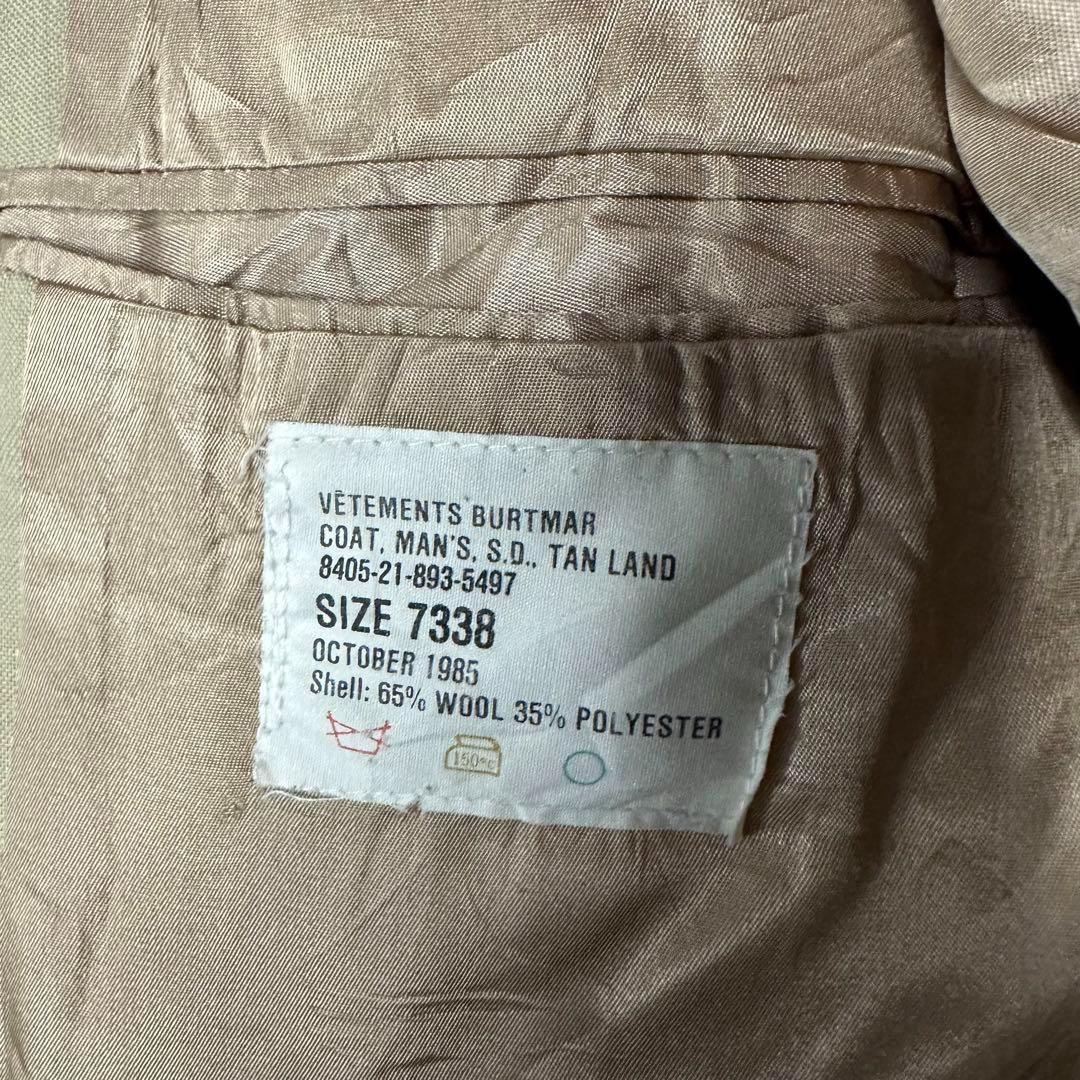 VÊTEMENTS BURTMAR
COAT, MAN'S, S.D., TAN LAND
8405-21-893-5497
SIZE 7338
OCTOBER 1985
Shell: 65% WOOL 35% POLYESTER
150°C